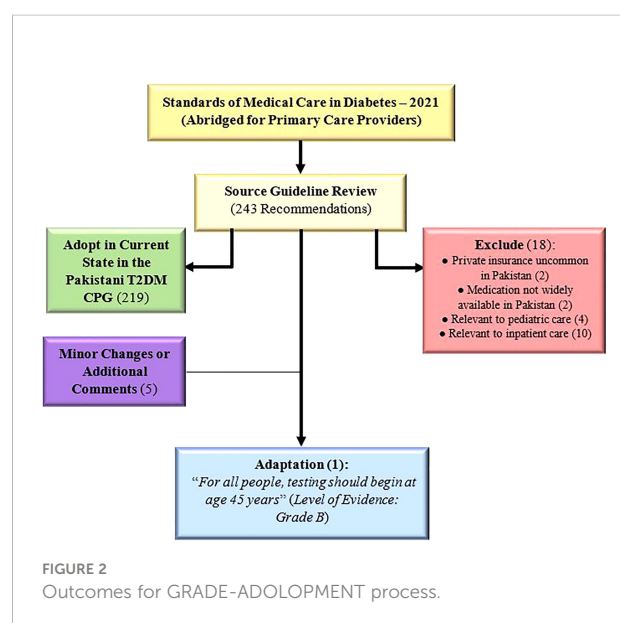 Standards of Medical Care in Diabetes – 2021
(Abridged for Primary Care Providers)
Source Guideline Review
(243 Recommendations)
Adopt in Current
State in the
Pakistani T2DM
CPG (219)
Exclude (18):
● Private insurance uncommon
in Pakistan (2)
● Medication not widely
available in Pakistan (2)
● Relevant to pediatric care (4)
● Relevant to inpatient care (10)
Minor Changes or
Additional
Comments (5)
Adaptation (1):
“For all people, testing should begin at
age 45 years” (Level of Evidence:
Grade B)
FIGURE 2
Outcomes for GRADE-ADOLOPMENT process.